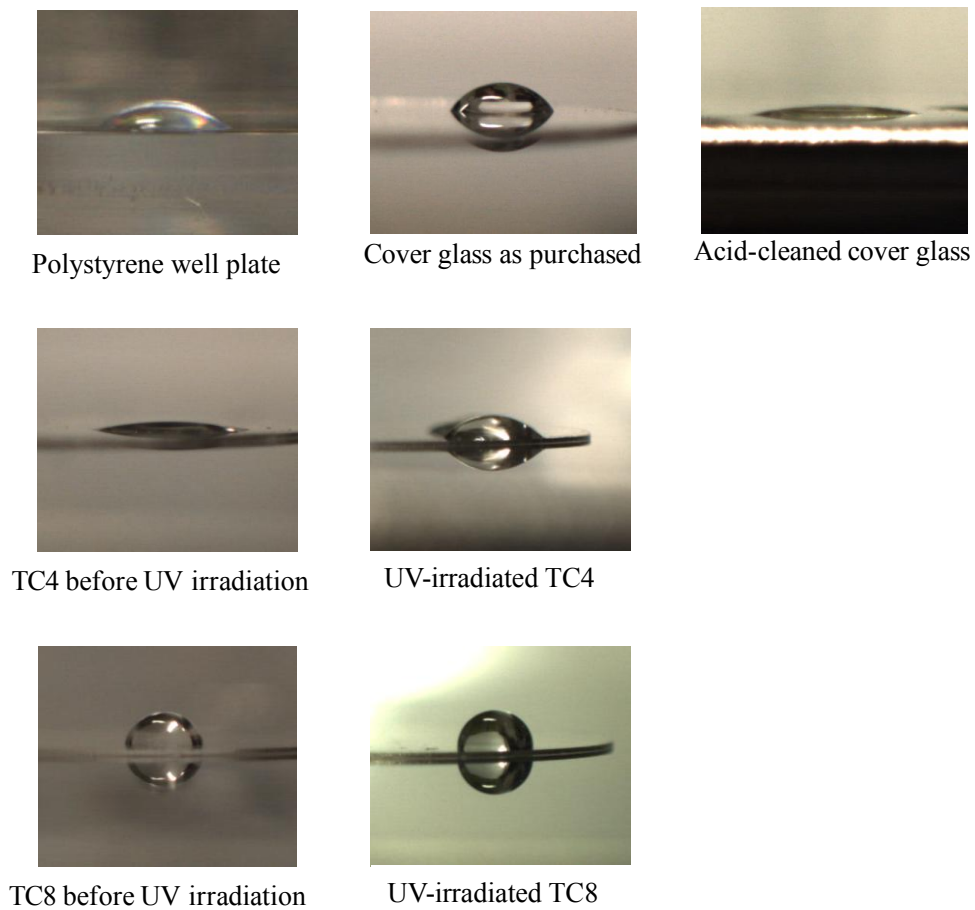 Polystyrene well plate
Cover glass as purchased
Acid-cleaned cover glass
TC4 before UV irradiation
UV-irradiated TC4
TC8 before UV irradiation
UV-irradiated TC8